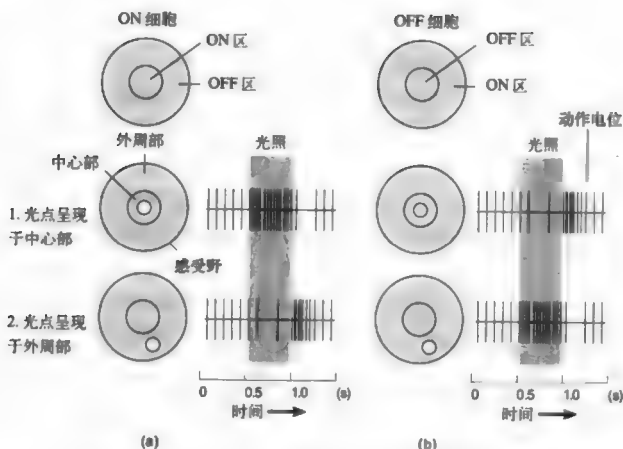 ON 细胞
ON 区
OFF 区
外周部
中心部
光照
1. 光点呈现
于中心部
感受野
2. 光点呈现
于外周部
0 0.5 1.0 (s)
时间
(a)
OFF 细胞
OFF 区
ON 区
动作电位
光照
0 0.5 1.0 (s)
时间
(b)